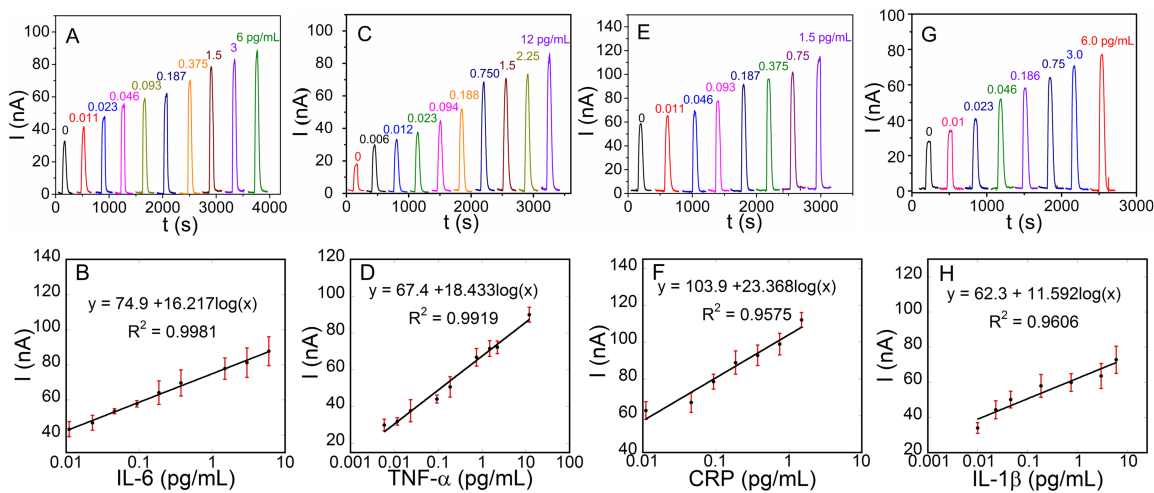 A
100
80
60
40
20
0
I (nA)
0
0.011
0.023
0.046
0.093
0.187
0.375
1.5
3
6 pg/mL
0 1000 2000 3000 4000
t (s)
C
120
100
80
60
40
20
0
I (nA)
0
0.006
0.012
0.023
0.094
0.188
0.750
1.5
2.25
12 pg/mL
0 1000 2000 3000
t (s)
E
140
120
100
80
60
40
20
0
I (nA)
0
0.011
0.046
0.093
0.187
0.375
0.75
1.5 pg/mL
0 1000 2000 3000
t (s)
G
100
80
60
40
20
0
I (nA)
0
0.01
0.023
0.046
0.186
0.75
3.0
6.0 pg/mL
0 1000 2000 3000
t (s)
B
140
120
100
80
60
40
I (nA)
y = 74.9 +16.217log(x)
R2 = 0.9981
0.01 0.1 1 10
IL-6 (pg/mL)
D
120
100
80
60
40
20
I (nA)
y = 67.4 +18.433log(x)
R2 = 0.9919
0.001 0.01 0.1 1 10 100
TNF-α (pg/mL)
F
140
120
100
80
60
40
I (nA)
y = 103.9 +23.368log(x)
R2 = 0.9575
0.01 0.1 1 10
CRP (pg/mL)
H
120
100
80
60
40
20
I (nA)
y = 62.3 + 11.592log(x)
R2 = 0.9606
0.001 0.01 0.1 1 10
IL-1β (pg/mL)